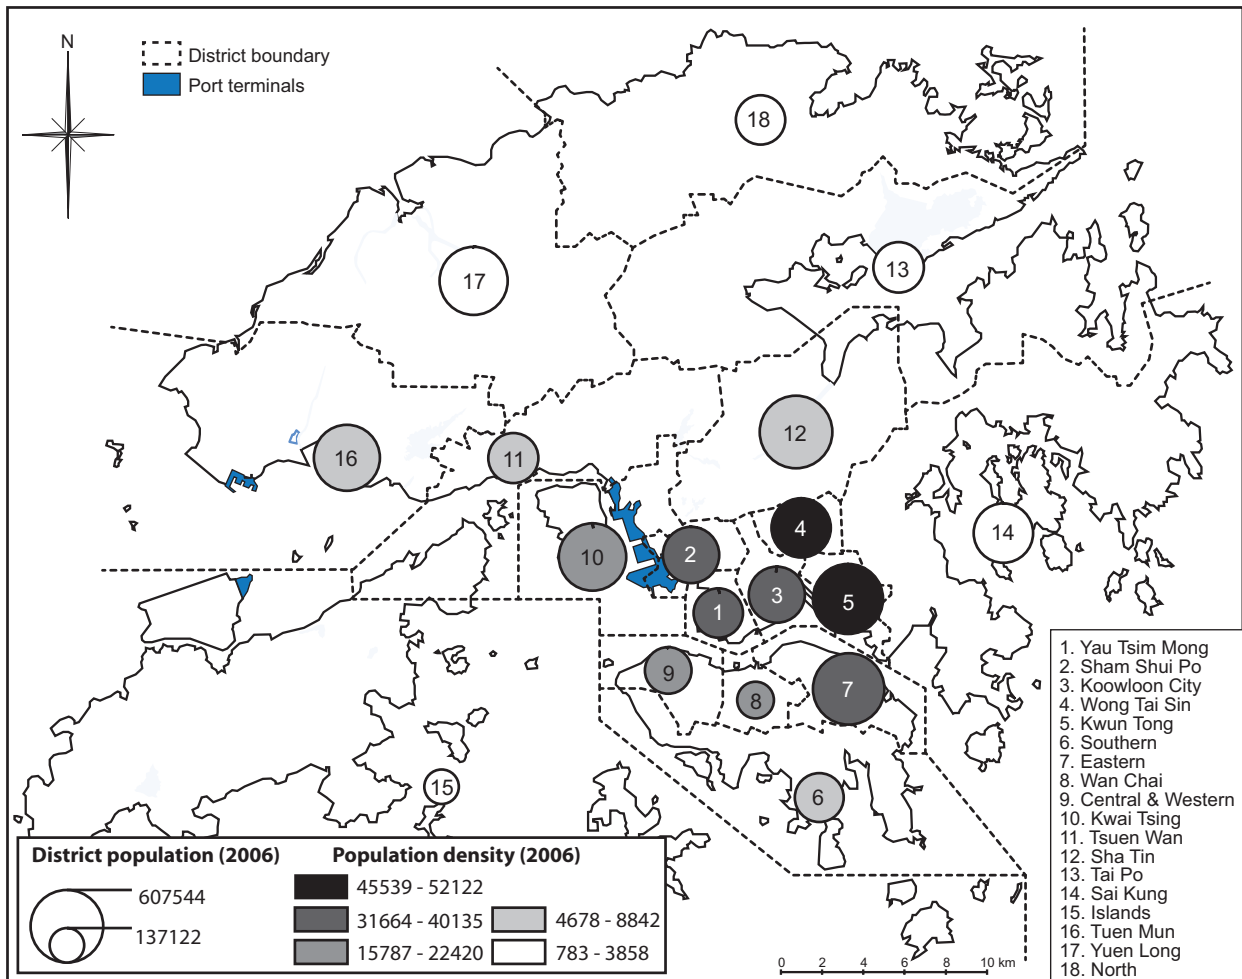 N
District boundary
Port terminals
18
13
17
12
16
11
14
4
10
2
3
5
1
9
7
8
15
6
1. Yau Tsim Mong
2. Sham Shui Po
3. Koowloon City
4. Wong Tai Sin
5. Kwun Tong
6. Southern
7. Eastern
8. Wan Chai
9. Central & Western
10. Kwai Tsing
11. Tsuen Wan
12. Sha Tin
13. Tai Po
14. Sai Kung
15. Islands
16. Tuen Mun
17. Yuen Long
18. North
District population (2006)
607544
137122
Population density (2006)
45539 - 52122
31664 - 40135
15787 - 22420
4678 - 8842
783 - 3858
0 2 4 6 8 10 km